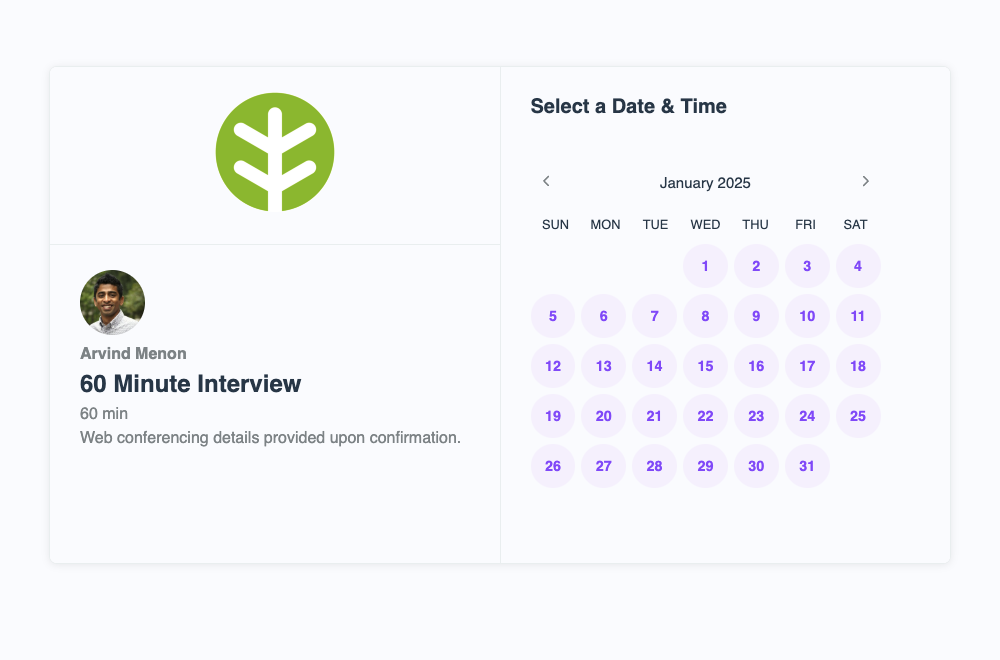 Arvind Menon
60 Minute Interview
60 min
Web conferencing details provided upon confirmation.
Select a Date & Time
January 2025
SUN MON TUE WED THU FRI SAT
1 2 3 4
5 6 7 8 9 10 11
12 13 14 15 16 17 18
19 20 21 22 23 24 25
26 27 28 29 30 31